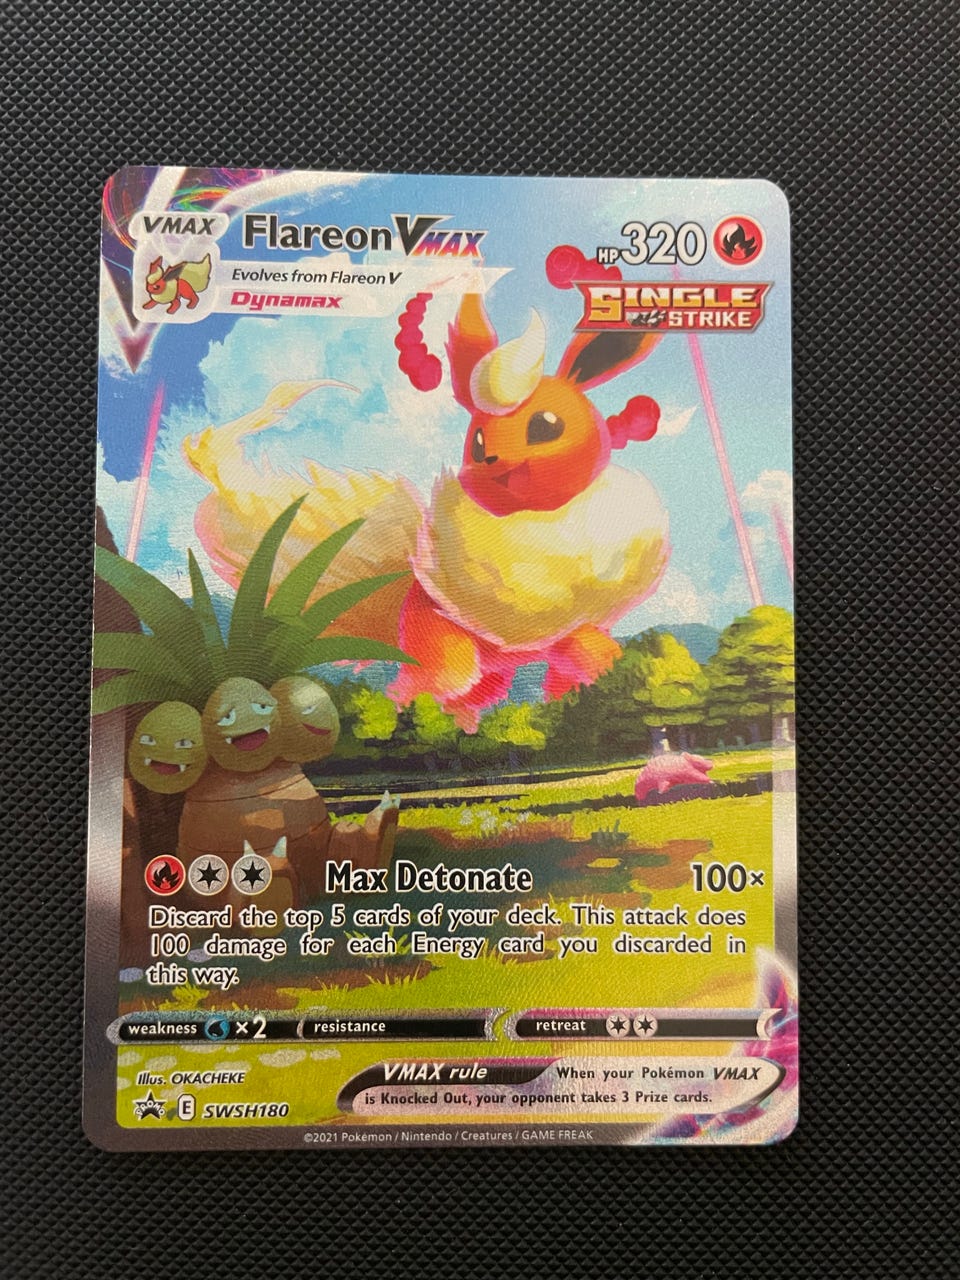 VMAX
Flareon VMAX
HP 320
Evolves from Flareon V
Dynamax
SINGLE
STRIKE
Max Detonate 100×
Discard the top 5 cards of your deck. This attack does
100 damage for each Energy card you discarded in
this way.
weakness ×2 resistance retreat
Illus. OKACHEKE
VMAX rule When your Pokémon VMAX
is Knocked Out, your opponent takes 3 Prize cards.
PROMO E SWSH180
©2021 Pokémon / Nintendo / Creatures / GAME FREAK